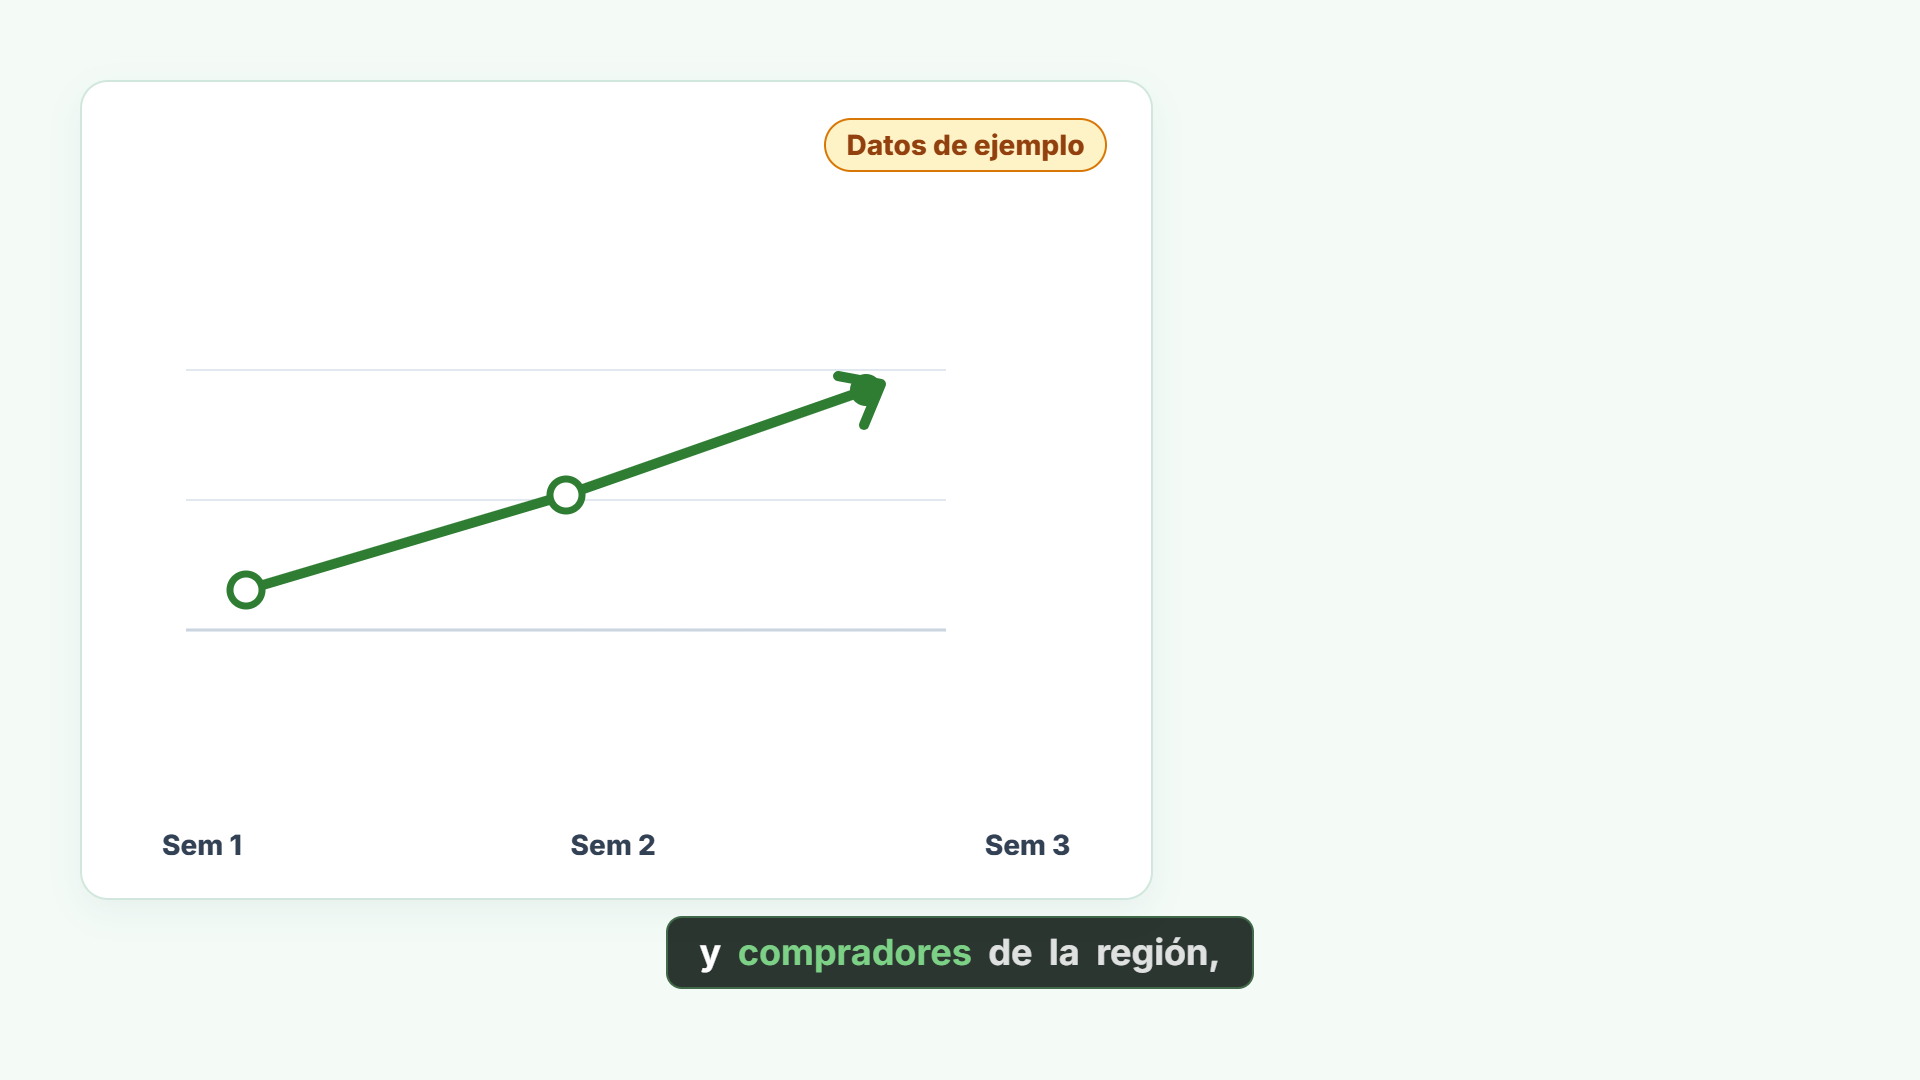 Datos de ejemplo
Sem 1 Sem 2 Sem 3
y compradores de la región,